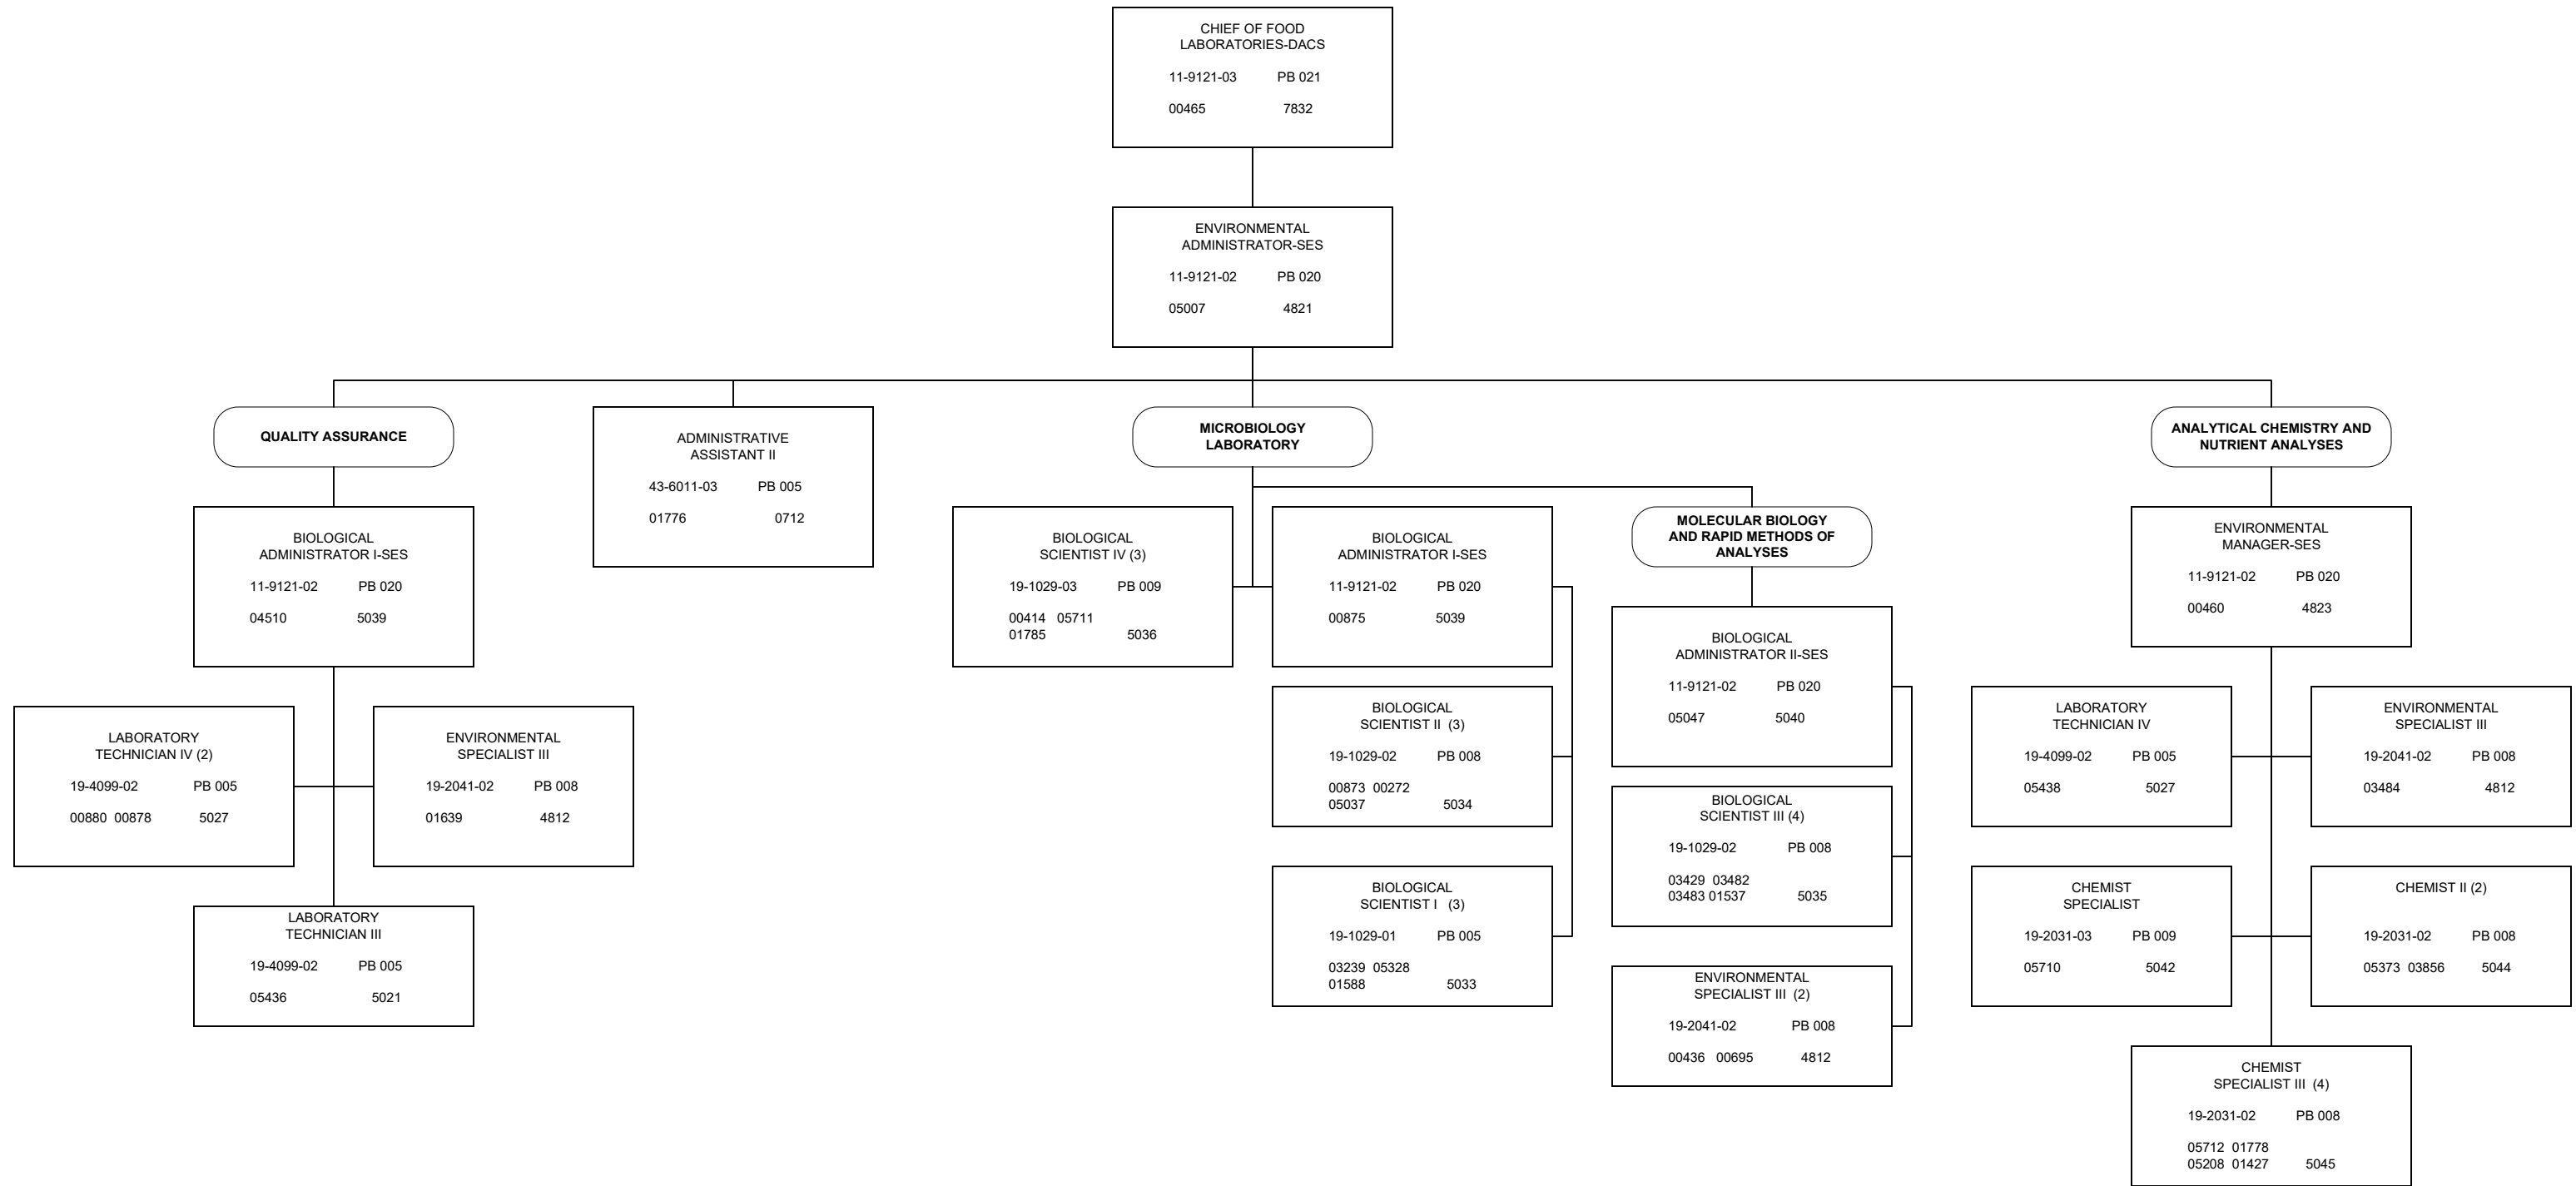 CHIEF OF FOOD
LABORATORIES-DACS
11-9121-03 PB 021
00465 7832
ENVIRONMENTAL
ADMINISTRATOR-SES
11-9121-02 PB 020
05007 4821
QUALITY ASSURANCE
BIOLOGICAL
ADMINISTRATOR I-SES
11-9121-02 PB 020
04510 5039
LABORATORY
TECHNICIAN IV (2)
19-4099-02 PB 005
00880 00878 5027
ENVIRONMENTAL
SPECIALIST III
19-2041-02 PB 008
01639 4812
LABORATORY
TECHNICIAN III
19-4099-02 PB 005
05436 5021
ADMINISTRATIVE
ASSISTANT II
43-6011-03 PB 005
01776 0712
MICROBIOLOGY
LABORATORY
BIOLOGICAL
SCIENTIST IV (3)
19-1029-03 PB 009
00414 05711
01785 5036
BIOLOGICAL
ADMINISTRATOR I-SES
11-9121-02 PB 020
00875 5039
BIOLOGICAL
SCIENTIST II (3)
19-1029-02 PB 008
00873 00272
05037 5034
BIOLOGICAL
SCIENTIST I (3)
19-1029-01 PB 005
03239 05328
01588 5033
MOLECULAR BIOLOGY
AND RAPID METHODS OF
ANALYSES
BIOLOGICAL
ADMINISTRATOR II-SES
11-9121-02 PB 020
05047 5040
BIOLOGICAL
SCIENTIST III (4)
19-1029-02 PB 008
03429 03482
03483 01537 5035
ENVIRONMENTAL
SPECIALIST III (2)
19-2041-02 PB 008
00436 00695 4812
ANALYTICAL CHEMISTRY AND
NUTRIENT ANALYSES
ENVIRONMENTAL
MANAGER-SES
11-9121-02 PB 020
00460 4823
LABORATORY
TECHNICIAN IV
19-4099-02 PB 005
05438 5027
ENVIRONMENTAL
SPECIALIST III
19-2041-02 PB 008
03484 4812
CHEMIST
SPECIALIST
19-2031-03 PB 009
05710 5042
CHEMIST II (2)
19-2031-02 PB 008
05373 03856 5044
CHEMIST
SPECIALIST III (4)
19-2031-02 PB 008
05712 01778
05208 01427 5045